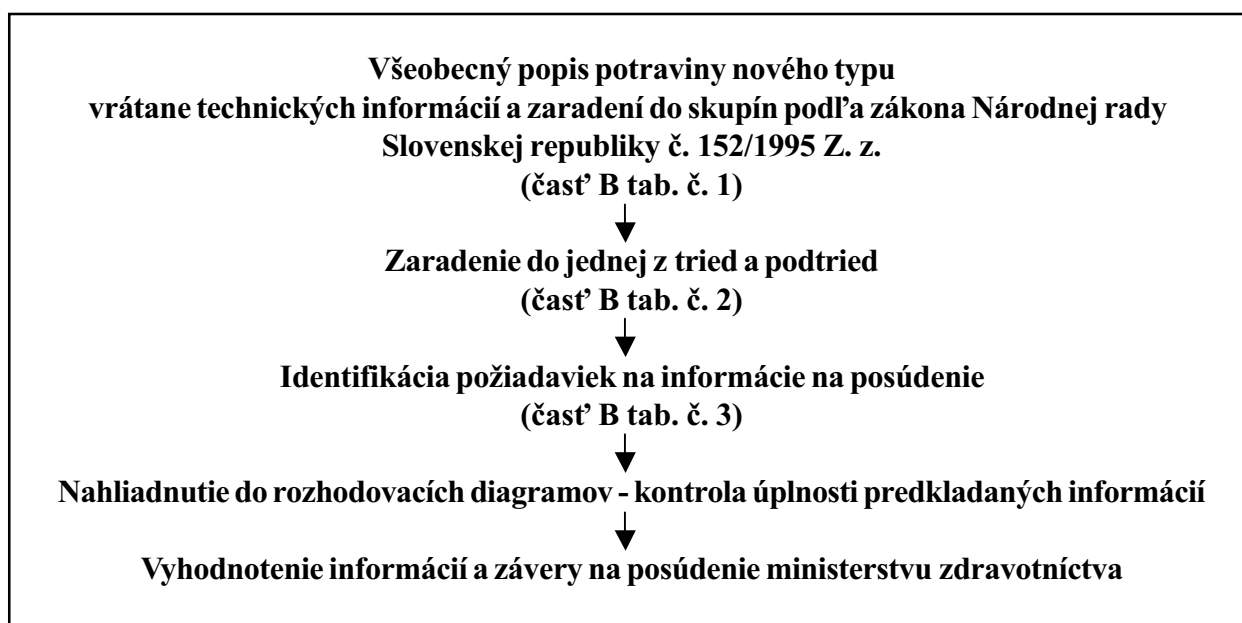 Všeobecný popis potraviny nového typu
vrátane technických informácií a zaradení do skupín podľa zákona Národnej rady
Slovenskej republiky č. 152/1995 Z. z.
(časť B tab. č. 1)
Zaradenie do jednej z tried a podtried
(časť B tab. č. 2)
Identifikácia požiadaviek na informácie na posúdenie
(časť B tab. č. 3)
Nahliadnutie do rozhodovacích diagramov - kontrola úplnosti predkladaných informácií
Vyhodnotenie informácií a závery na posúdenie ministerstvu zdravotníctva